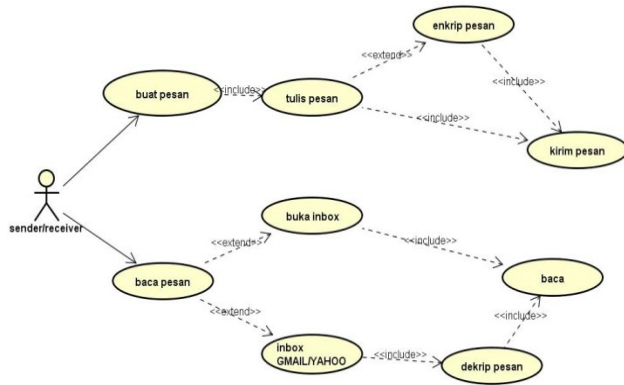 enkrip pesan
<<extend>>
buat pesan
<<include>>
tulis pesan
<<include>>
<<include>>
kirim pesan
sender/receiver
buka inbox
<<extend>>
<<include>>
baca pesan
baca
<<extend>>
<<include>>
inbox
GMAIL/YAHOO
<<include>>
dekrip pesan